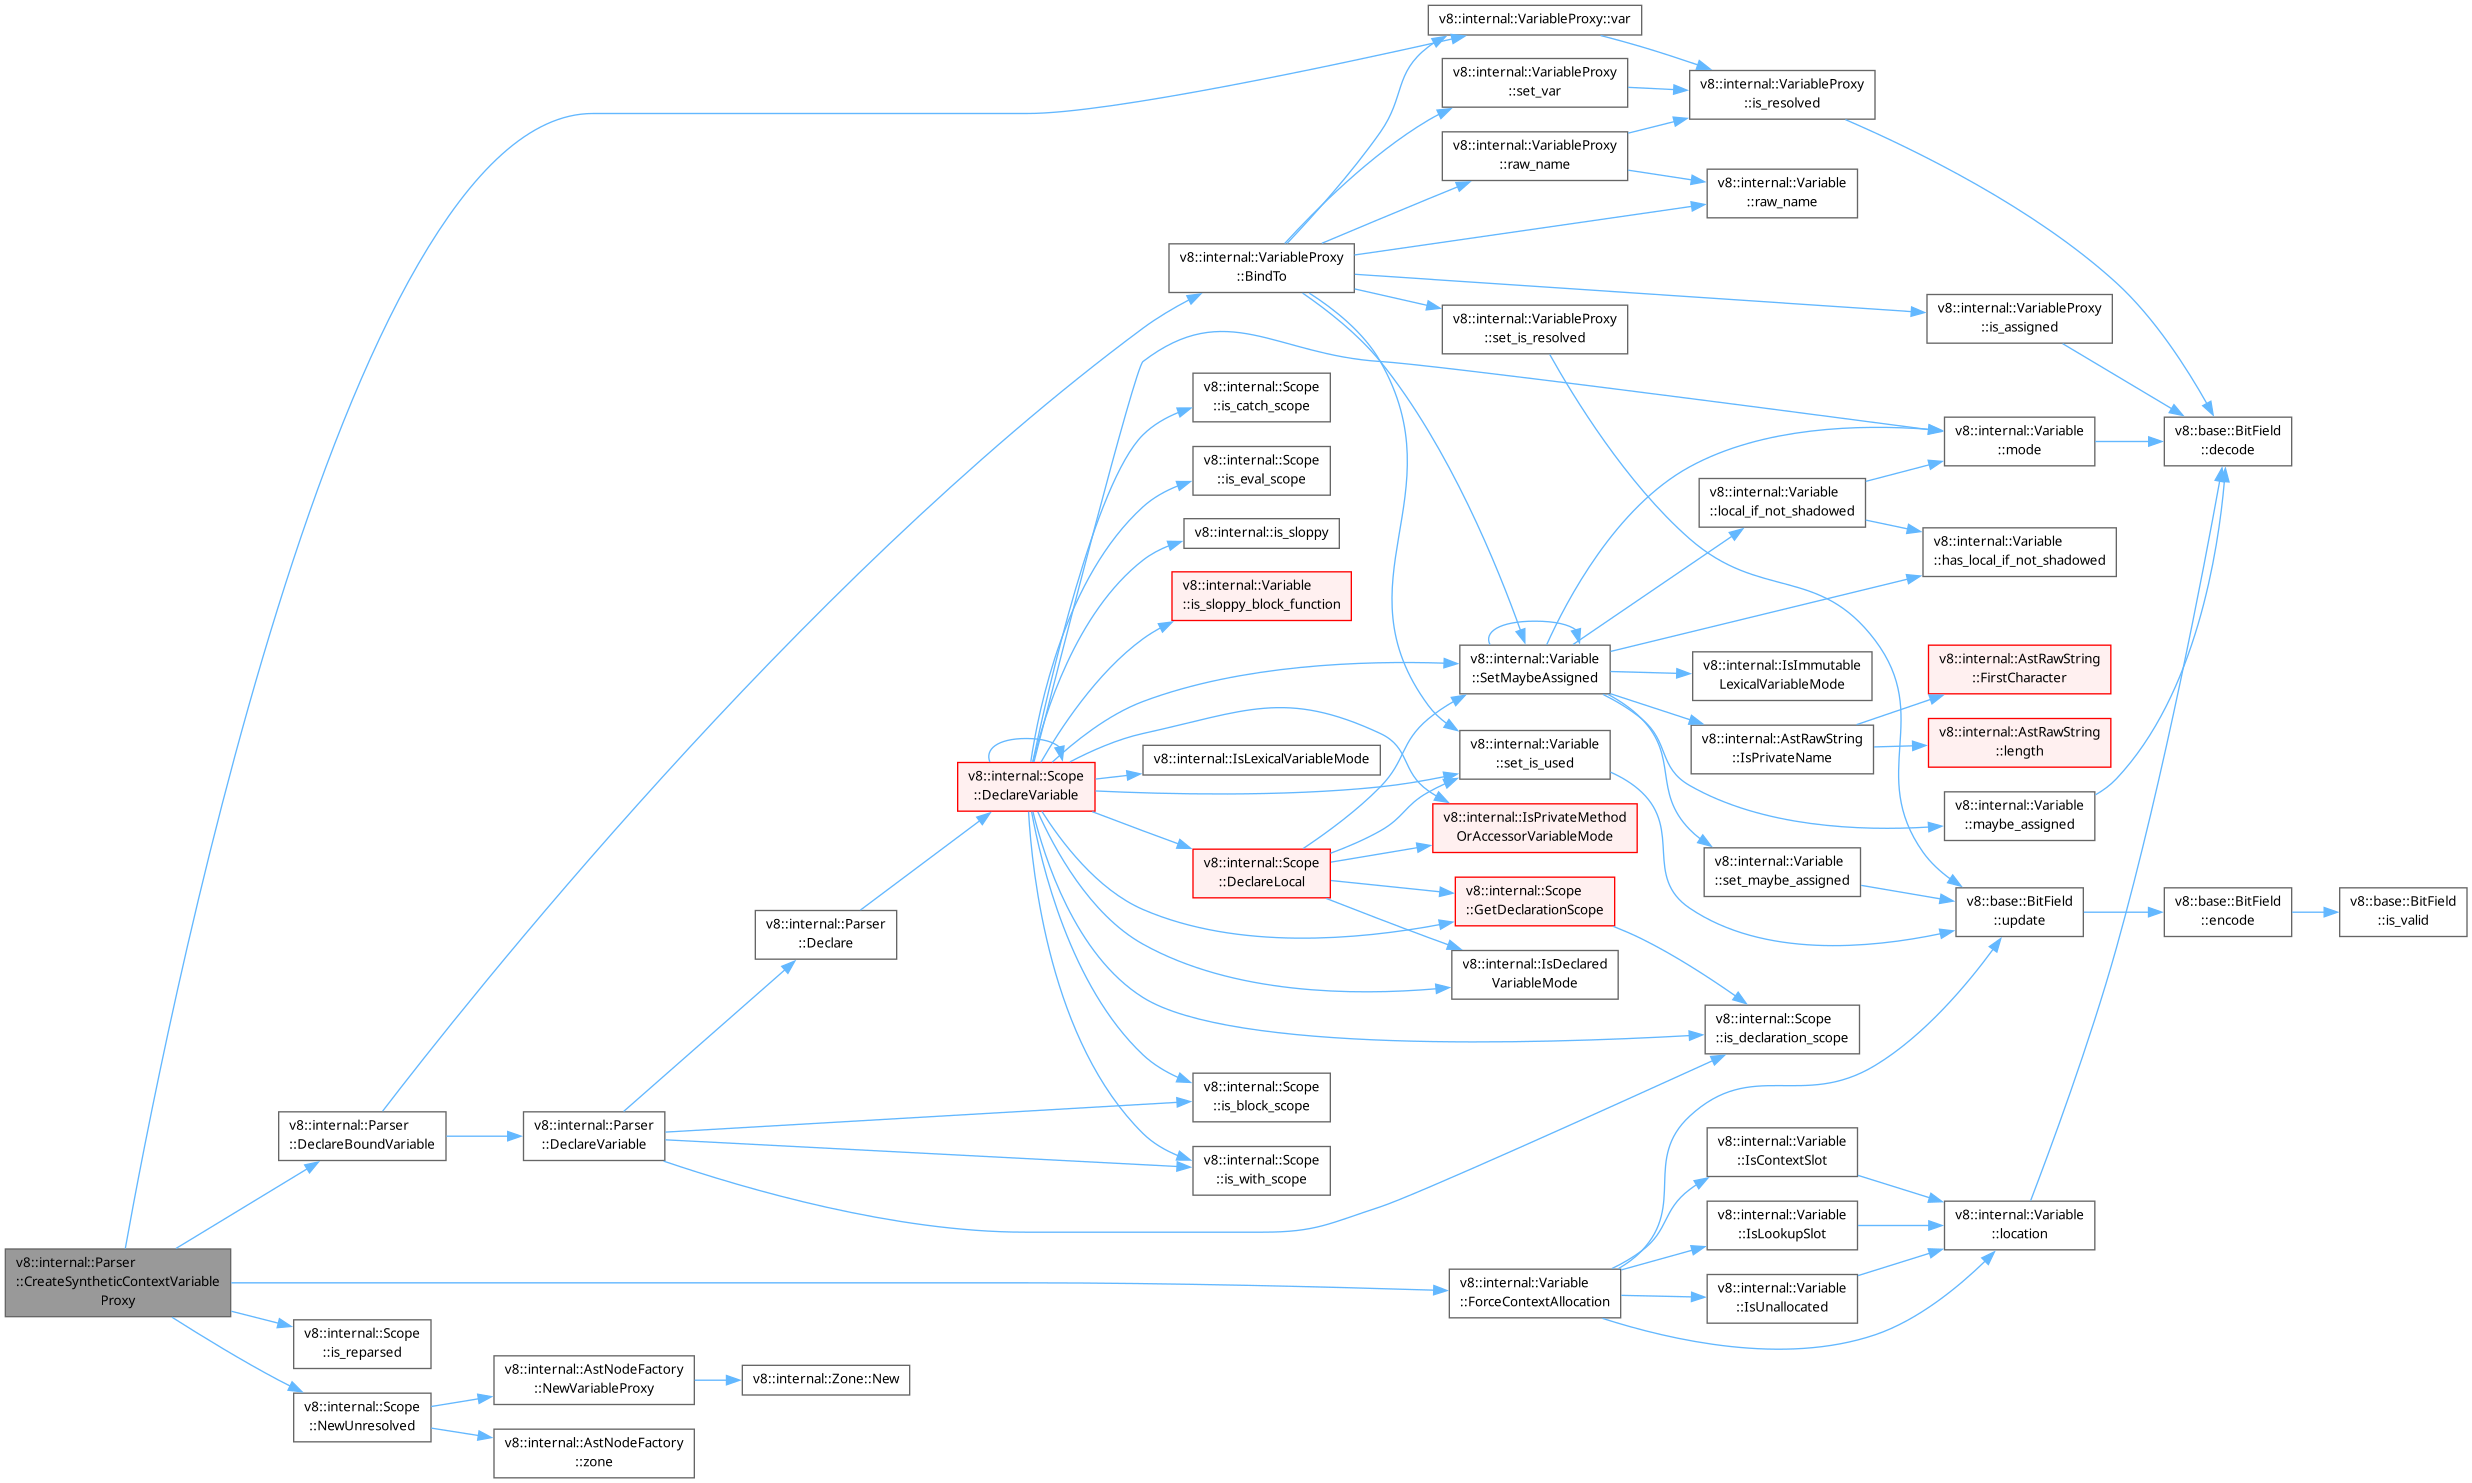 v8::internal::VariableProxy::var
v8::internal::VariableProxy
::set_var
v8::internal::VariableProxy
::is_resolved
v8::internal::VariableProxy
::raw_name
v8::internal::Variable
::raw_name
v8::internal::VariableProxy
::BindTo
v8::internal::VariableProxy
::set_is_resolved
v8::internal::VariableProxy
::is_assigned
v8::internal::Scope
::is_catch_scope
v8::internal::Variable
::mode
v8::base::BitField
::decode
v8::internal::Scope
::is_eval_scope
v8::internal::Variable
::local_if_not_shadowed
v8::internal::is_sloppy
v8::internal::Variable
::has_local_if_not_shadowed
v8::internal::Variable
::is_sloppy_block_function
v8::internal::Variable
::SetMaybeAssigned
v8::internal::IsImmutable
LexicalVariableMode
v8::internal::AstRawString
::FirstCharacter
v8::internal::AstRawString
::IsPrivateName
v8::internal::AstRawString
::length
v8::internal::IsLexicalVariableMode
v8::internal::Variable
::set_is_used
v8::internal::Scope
::DeclareVariable
v8::internal::IsPrivateMethod
OrAccessorVariableMode
v8::internal::Variable
::maybe_assigned
v8::internal::Scope
::DeclareLocal
v8::internal::Variable
::set_maybe_assigned
v8::internal::Scope
::GetDeclarationScope
v8::base::BitField
::update
v8::base::BitField
::encode
v8::base::BitField
::is_valid
v8::internal::Parser
::Declare
v8::internal::IsDeclared
VariableMode
v8::internal::Scope
::is_declaration_scope
v8::internal::Scope
::is_block_scope
v8::internal::Parser
::DeclareBoundVariable
v8::internal::Parser
::DeclareVariable
v8::internal::Scope
::is_with_scope
v8::internal::Variable
::IsContextSlot
v8::internal::Variable
::IsLookupSlot
v8::internal::Variable
::location
v8::internal::Parser
::CreateSyntheticContextVariable
Proxy
v8::internal::Variable
::ForceContextAllocation
v8::internal::Variable
::IsUnallocated
v8::internal::Scope
::is_reparsed
v8::internal::Scope
::NewUnresolved
v8::internal::AstNodeFactory
::NewVariableProxy
v8::internal::Zone::New
v8::internal::AstNodeFactory
::zone